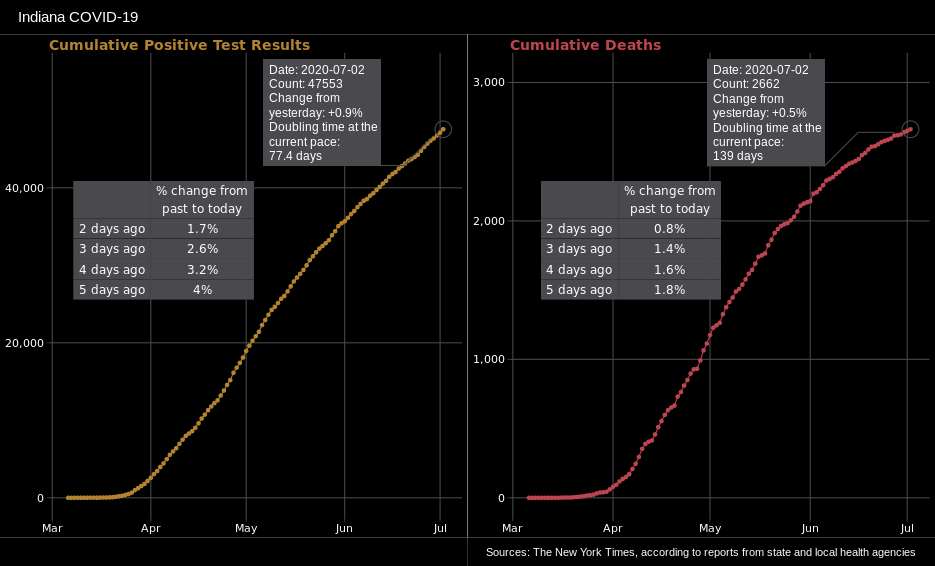 Indiana COVID-19
Cumulative Positive Test Results
Date: 2020-07-02
Count: 47553
Change from
yesterday: +0.9%
Doubling time at the
current pace:
77.4 days
% change from
past to today
2 days ago 1.7%
3 days ago 2.6%
4 days ago 3.2%
5 days ago 4%
40,000
20,000
0
Mar Apr May Jun Jul
Cumulative Deaths
Date: 2020-07-02
Count: 2662
Change from
yesterday: +0.5%
Doubling time at the
current pace:
139 days
% change from
past to today
2 days ago 0.8%
3 days ago 1.4%
4 days ago 1.6%
5 days ago 1.8%
3,000
2,000
1,000
0
Mar Apr May Jun Jul
Sources: The New York Times, according to reports from state and local health agencies